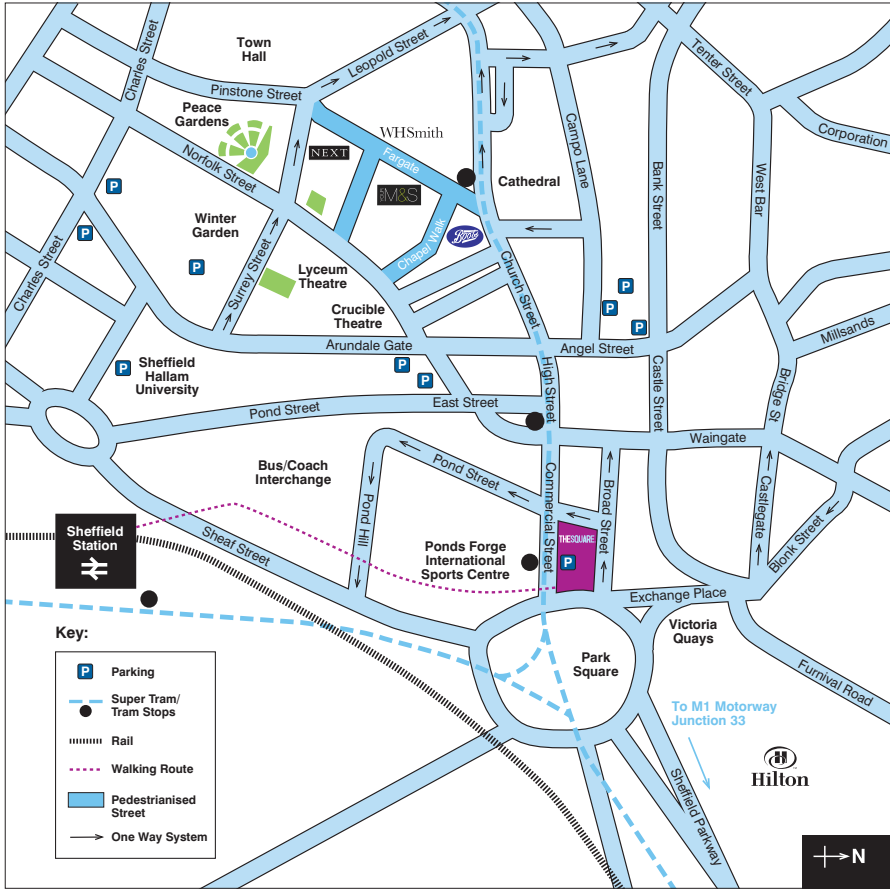 Charles Street
Town
Hall
Leopold Street
Tenter Street
Pinstone Street
Peace
Gardens
WHSmith
Corporation
NEXT
Fargate
Campo Lane
Bank Street
West Bar
Norfolk Street
Cathedral
P
M&S
P
Winter
Garden
Chapel Walk
Boots
Charles Street
P
Surrey Street
Lyceum
Theatre
Church Street
P
P
P
Crucible
Theatre
Millsands
Arundale Gate
Angel Street
Sheffield
Hallam
University
P
P
P
High Street
Castle Street
Bridge St
Pond Street
East Street
Waingate
Bus/Coach
Interchange
Pond Street
Commercial Street
Broad Street
Castlegate
Blonk Street
Pond Hill
Sheffield
Station
Sheaf Street
Ponds Forge
International
Sports Centre
THESQUARE
P
Exchange Place
Victoria
Quays
Park
Square
Furnival Road
Key:
P Parking
Super Tram/
Tram Stops
Rail
Walking Route
Pedestrianised
Street
One Way System
To M1 Motorway
Junction 33
Sheffield Parkway
Hilton
N